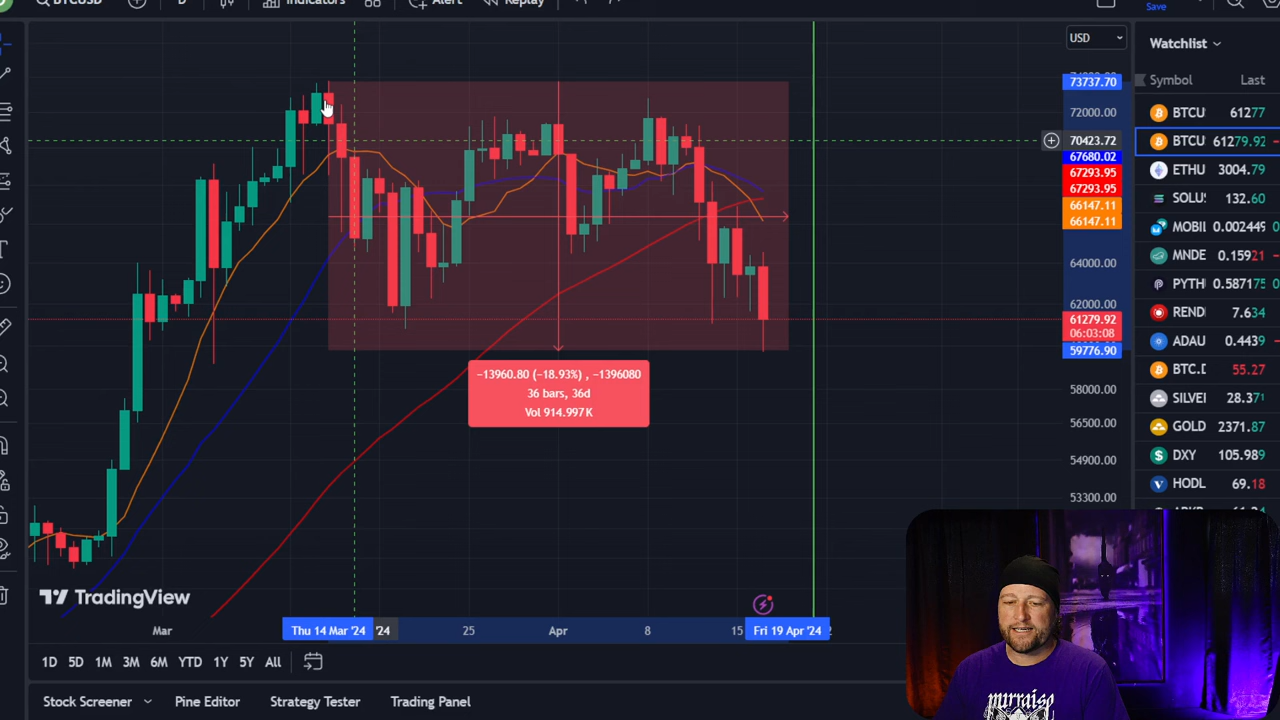 BTCUSD
D
Indicators
Alert
Replay
Save
USD
Watchlist
Symbol Last
74000.00
73737.70
72000.00
70423.72
67680.02
67293.95
67293.95
66147.11
66147.11
64000.00
62000.00
61279.92
06:03:08
59776.90
58000.00
56500.00
54900.00
53300.00
BTCU 61277
BTCU 61279.92
ETHU 3004.79
SOLU 132.60
MOBIL 0.002449
MNDE 0.15921
PYTH 0.587175
REND 7.634
ADAU 0.4439
BTC.D 55.27
SILVE 28.371
GOLD 2371.87
DXY 105.989
HODL 69.18
−13960.80 (−18.93%) , −1396080
36 bars, 36d
Vol 914.997K
TradingView
Mar
Thu 14 Mar '24
'24
25
Apr
8
15
Fri 19 Apr '24
1D 5D 1M 3M 6M YTD 1Y 5Y All
Stock Screener Pine Editor Strategy Tester Trading Panel